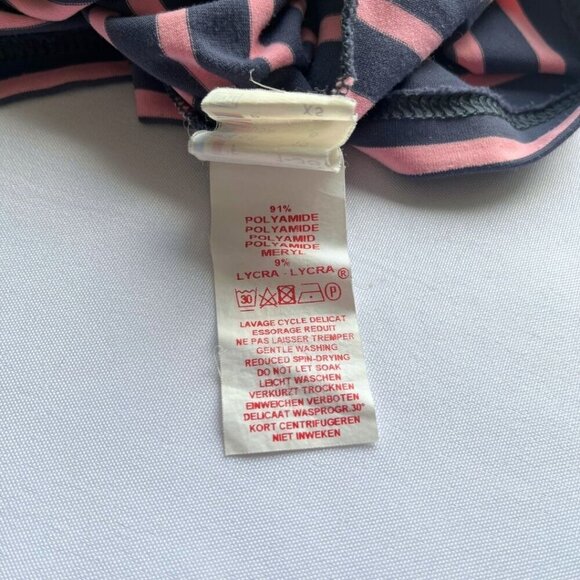 XS
91%
POLYAMIDE
POLYAMIDE
POLYAMID
POLYAMIDE
MERYL
9%
LYCRA - LYCRA ®
30 P
LAVAGE CYCLE DELICAT
ESSORAGE REDUIT
NE PAS LAISSER TREMPER
GENTLE WASHING
REDUCED SPIN-DRYING
DO NOT LET SOAK
LEICHT WASCHEN
VERKÜRZT TROCKNEN
EINWEICHEN VERBOTEN
DELICAAT WASPROGR.30°
KORT CENTRIFUGEREN
NIET INWEKEN